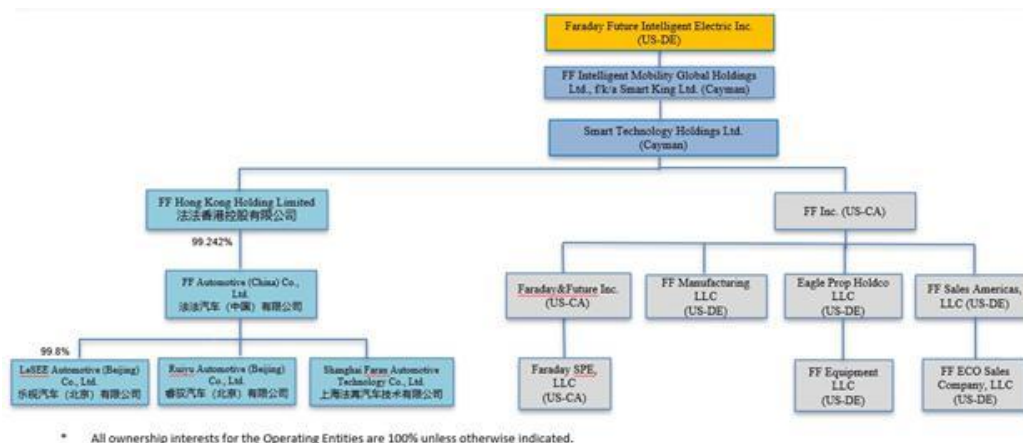 Faraday Future Intelligent Electric Inc.
(US-DE)
FF Intelligent Mobility Global Holdings
Ltd., f/k/a Smart King Ltd. (Cayman)
Smart Technology Holdings Ltd.
(Cayman)
FF Hong Kong Holding Limited
法法香港控股有限公司
FF Inc. (US-CA)
99.242%
FF Automotive (China) Co.,
Ltd.
法法汽车（中国）有限公司
Faraday&Future Inc.
(US-CA)
FF Manufacturing
LLC
(US-DE)
Eagle Prop Holdco
LLC
(US-DE)
FF Sales Americas,
LLC (US-DE)
99.8%
LeSEE Automotive (Beijing)
Co., Ltd.
乐视汽车（北京）有限公司
Ruiyu Automotive (Beijing)
Co., Ltd.
睿驭汽车（北京）有限公司
Shanghai Faran Automotive
Technology Co., Ltd.
上海法 汽车技术有限公司
Faraday SPE,
LLC
(US-CA)
FF Equipment
LLC
(US-DE)
FF ECO Sales
Company, LLC
(US-DE)
* All ownership interests for the Operating Entities are 100% unless otherwise indicated.